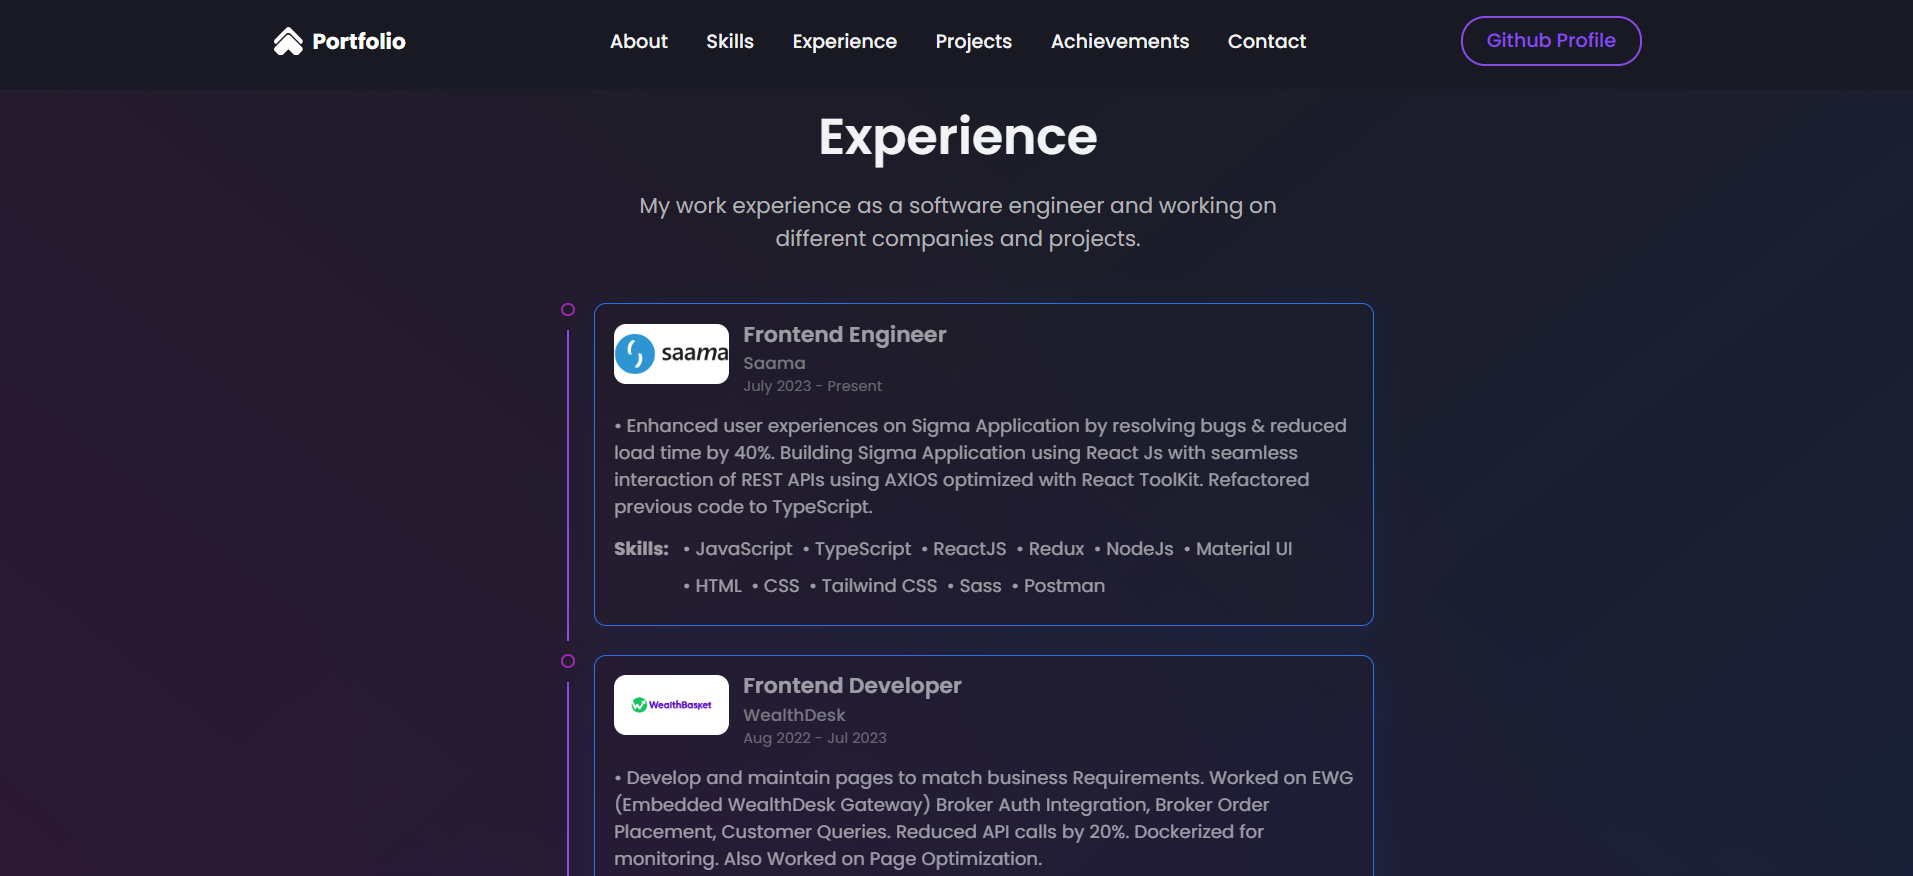 Portfolio
About Skills Experience Projects Achievements Contact
Github Profile
Experience
My work experience as a software engineer and working on
different companies and projects.
saama
Frontend Engineer
Saama
July 2023 - Present
• Enhanced user experiences on Sigma Application by resolving bugs & reduced
load time by 40%. Building Sigma Application using React Js with seamless
interaction of REST APIs using AXIOS optimized with React ToolKit. Refactored
previous code to TypeScript.
Skills: • JavaScript • TypeScript • ReactJS • Redux • NodeJs • Material UI
• HTML • CSS • Tailwind CSS • Sass • Postman
WealthBasket
Frontend Developer
WealthDesk
Aug 2022 - Jul 2023
• Develop and maintain pages to match business Requirements. Worked on EWG
(Embedded WealthDesk Gateway) Broker Auth Integration, Broker Order
Placement, Customer Queries. Reduced API calls by 20%. Dockerized for
monitoring. Also Worked on Page Optimization.